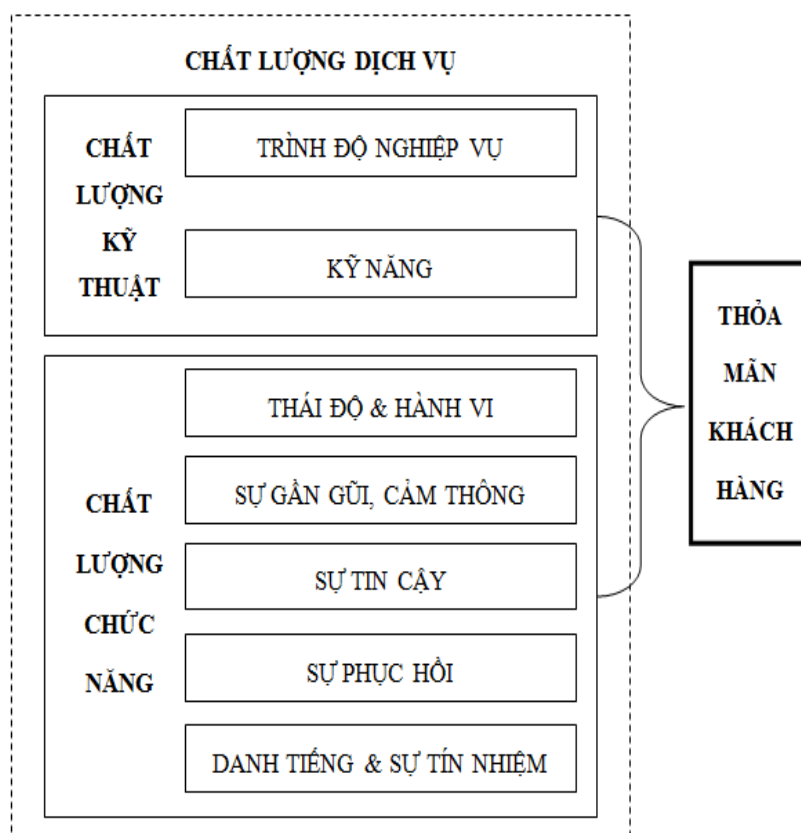 CHẤT LƯỢNG DỊCH VỤ
CHẤT
LƯỢNG
KỸ
THUẬT
TRÌNH ĐỘ NGHIỆP VỤ
KỸ NĂNG
CHẤT
LƯỢNG
CHỨC
NĂNG
THÁI ĐỘ & HÀNH VI
SỰ GẦN GŨI, CẢM THÔNG
SỰ TIN CẬY
SỰ PHỤC HỒI
DANH TIẾNG & SỰ TÍN NHIỆM
THỎA
MÃN
KHÁCH
HÀNG